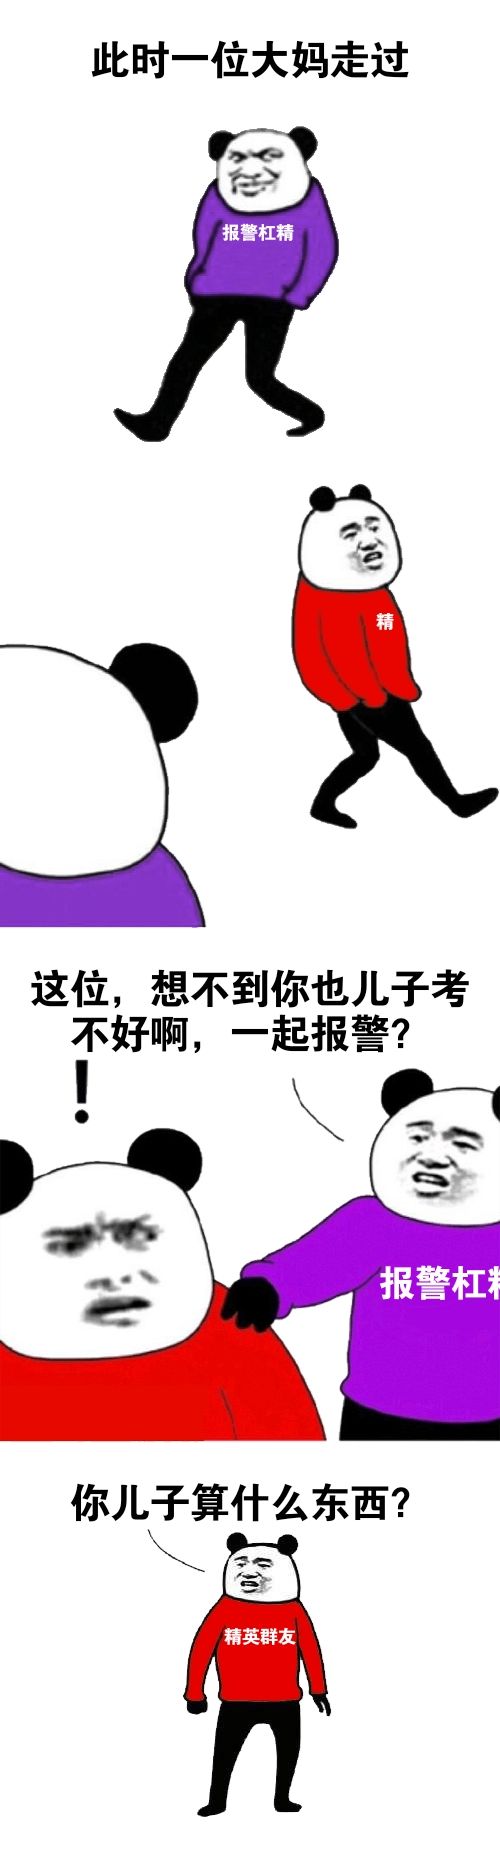 此时一位大妈走过
报警杠精
精
这位，想不到你也儿子考
不好啊，一起报警？
！
报警杠精
你儿子算什么东西？
精英群友